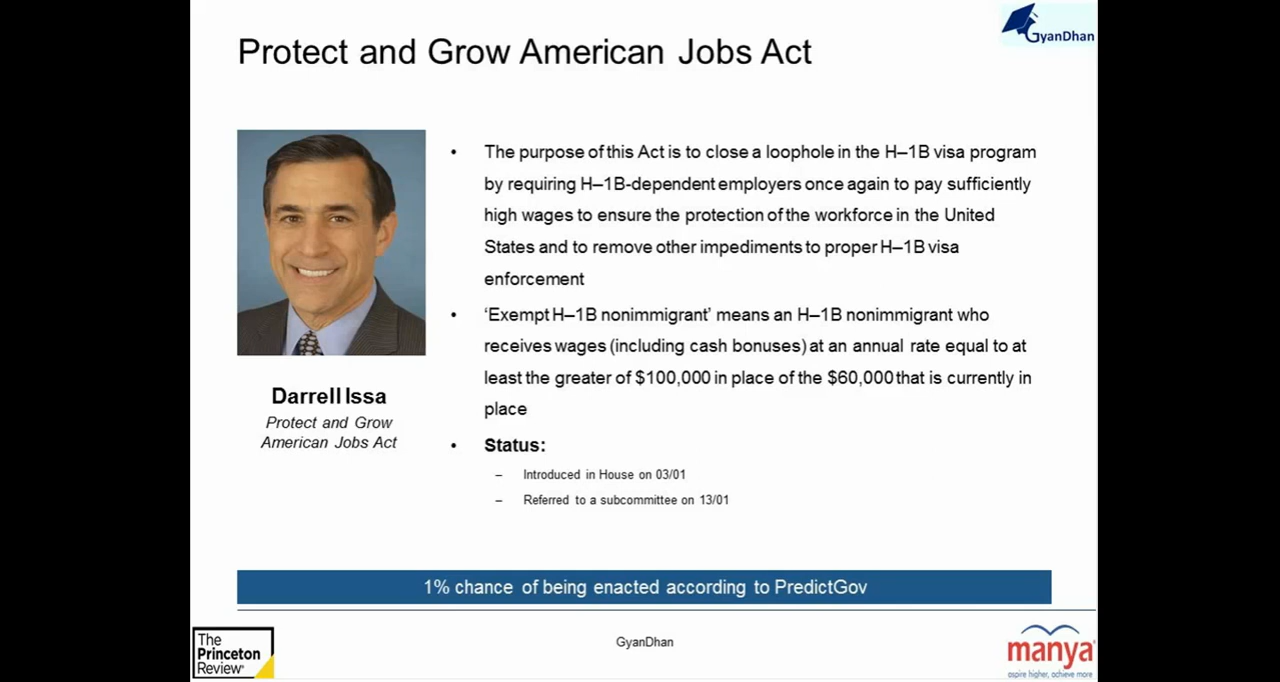 GyanDhan
Protect and Grow American Jobs Act
• The purpose of this Act is to close a loophole in the H–1B visa program
by requiring H–1B-dependent employers once again to pay sufficiently
high wages to ensure the protection of the workforce in the United
States and to remove other impediments to proper H–1B visa
enforcement
• ‘Exempt H–1B nonimmigrant’ means an H–1B nonimmigrant who
receives wages (including cash bonuses) at an annual rate equal to at
least the greater of $100,000 in place of the $60,000 that is currently in
place
Darrell Issa
Protect and Grow
American Jobs Act
• Status:
– Introduced in House on 03/01
– Referred to a subcommittee on 13/01
1% chance of being enacted according to PredictGov
The
Princeton
Review
GyanDhan
manya
aspire higher, achieve more